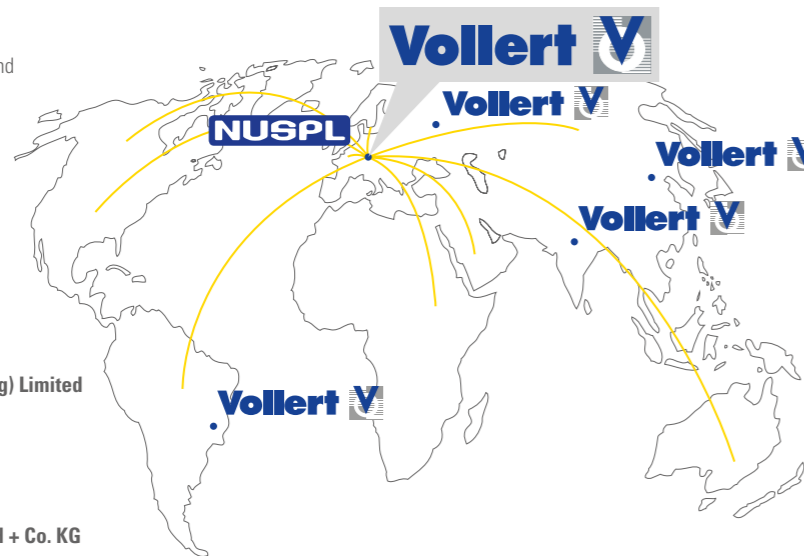 nd
Vollert V
Vollert V
NUSPL
Vollert V
Vollert V
g) Limited
Vollert V
l + Co. KG